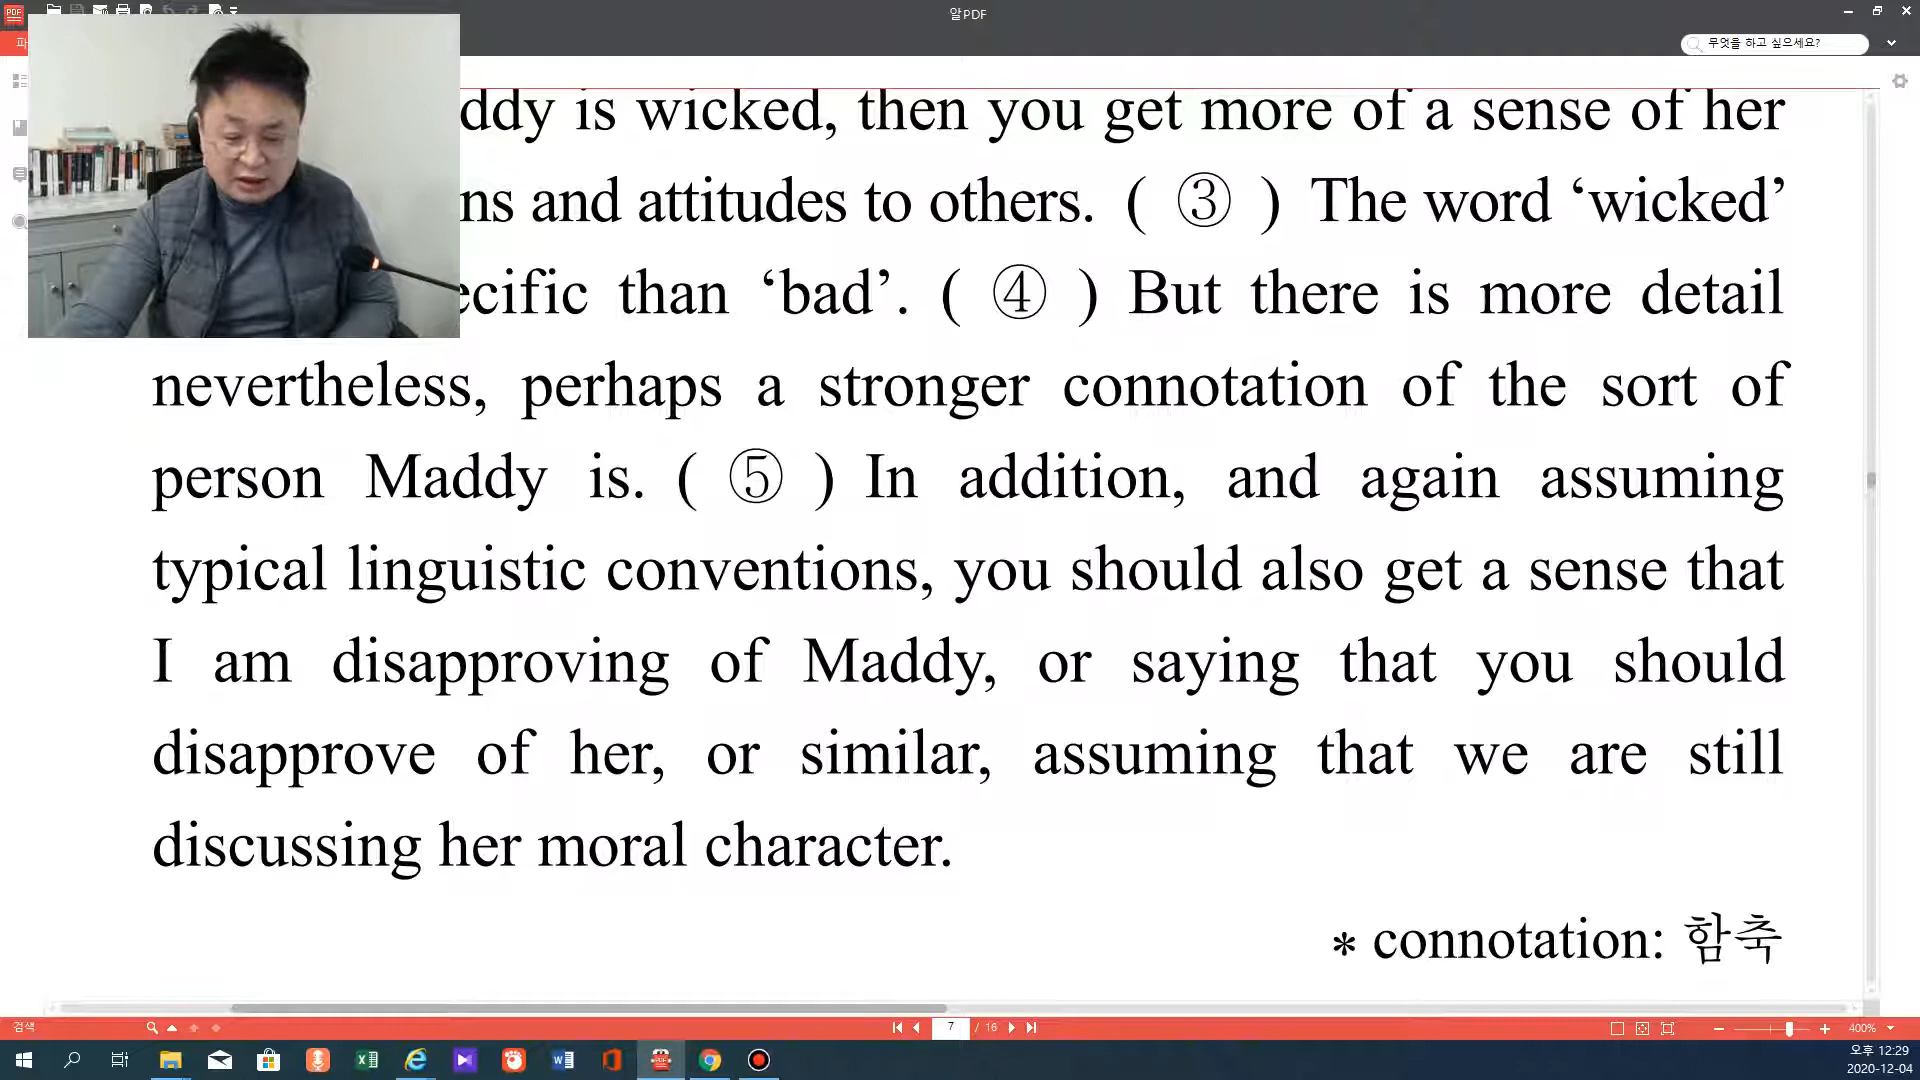 알PDF
무엇을 하고 싶으세요?
ddy is wicked, then you get more of a sense of her
ns and attitudes to others. ( ③ ) The word ‘wicked’
ecific than ‘bad’. ( ④ ) But there is more detail
nevertheless, perhaps a stronger connotation of the sort of
person Maddy is. ( ⑤ ) In addition, and again assuming
typical linguistic conventions, you should also get a sense that
I am disapproving of Maddy, or saying that you should
disapprove of her, or similar, assuming that we are still
discussing her moral character.
* connotation: 함축
검색 7 / 16 400%
오후 12:29
2020-12-04